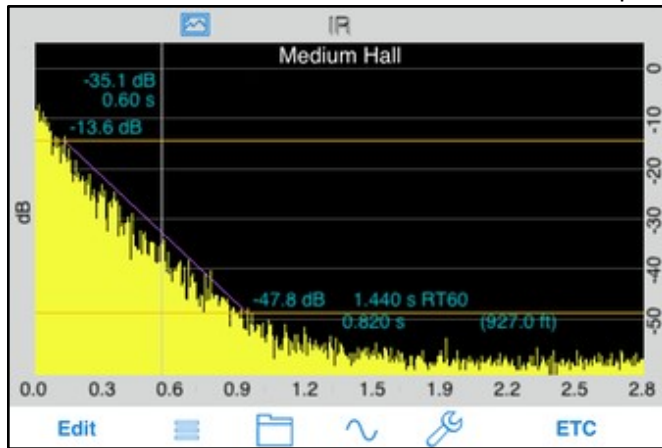 IR
Medium Hall
-35.1 dB
0.60 s
-13.6 dB
0
-10
-20
-30
-40
-50
dB
-47.8 dB 1.440 s RT60
0.820 s (927.0 ft)
0.0 0.3 0.6 0.9 1.2 1.5 1.9 2.2 2.5 2.8
Edit ETC